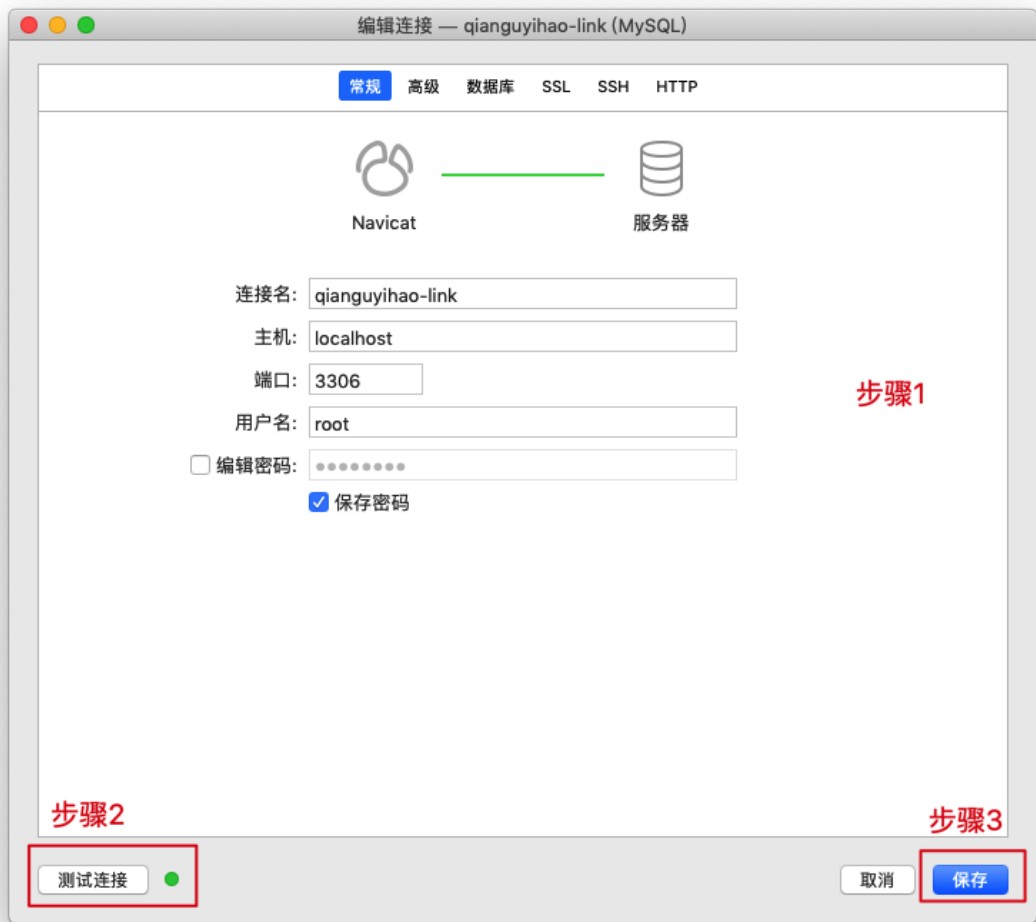 编辑连接 — qianguyihao-link (MySQL)
常规 高级 数据库 SSL SSH HTTP
Navicat 服务器
连接名: qianguyihao-link
主机: localhost
端口: 3306
步骤1
用户名: root
编辑密码: ●●●●●●●●
保存密码
步骤2
步骤3
测试连接 取消 保存